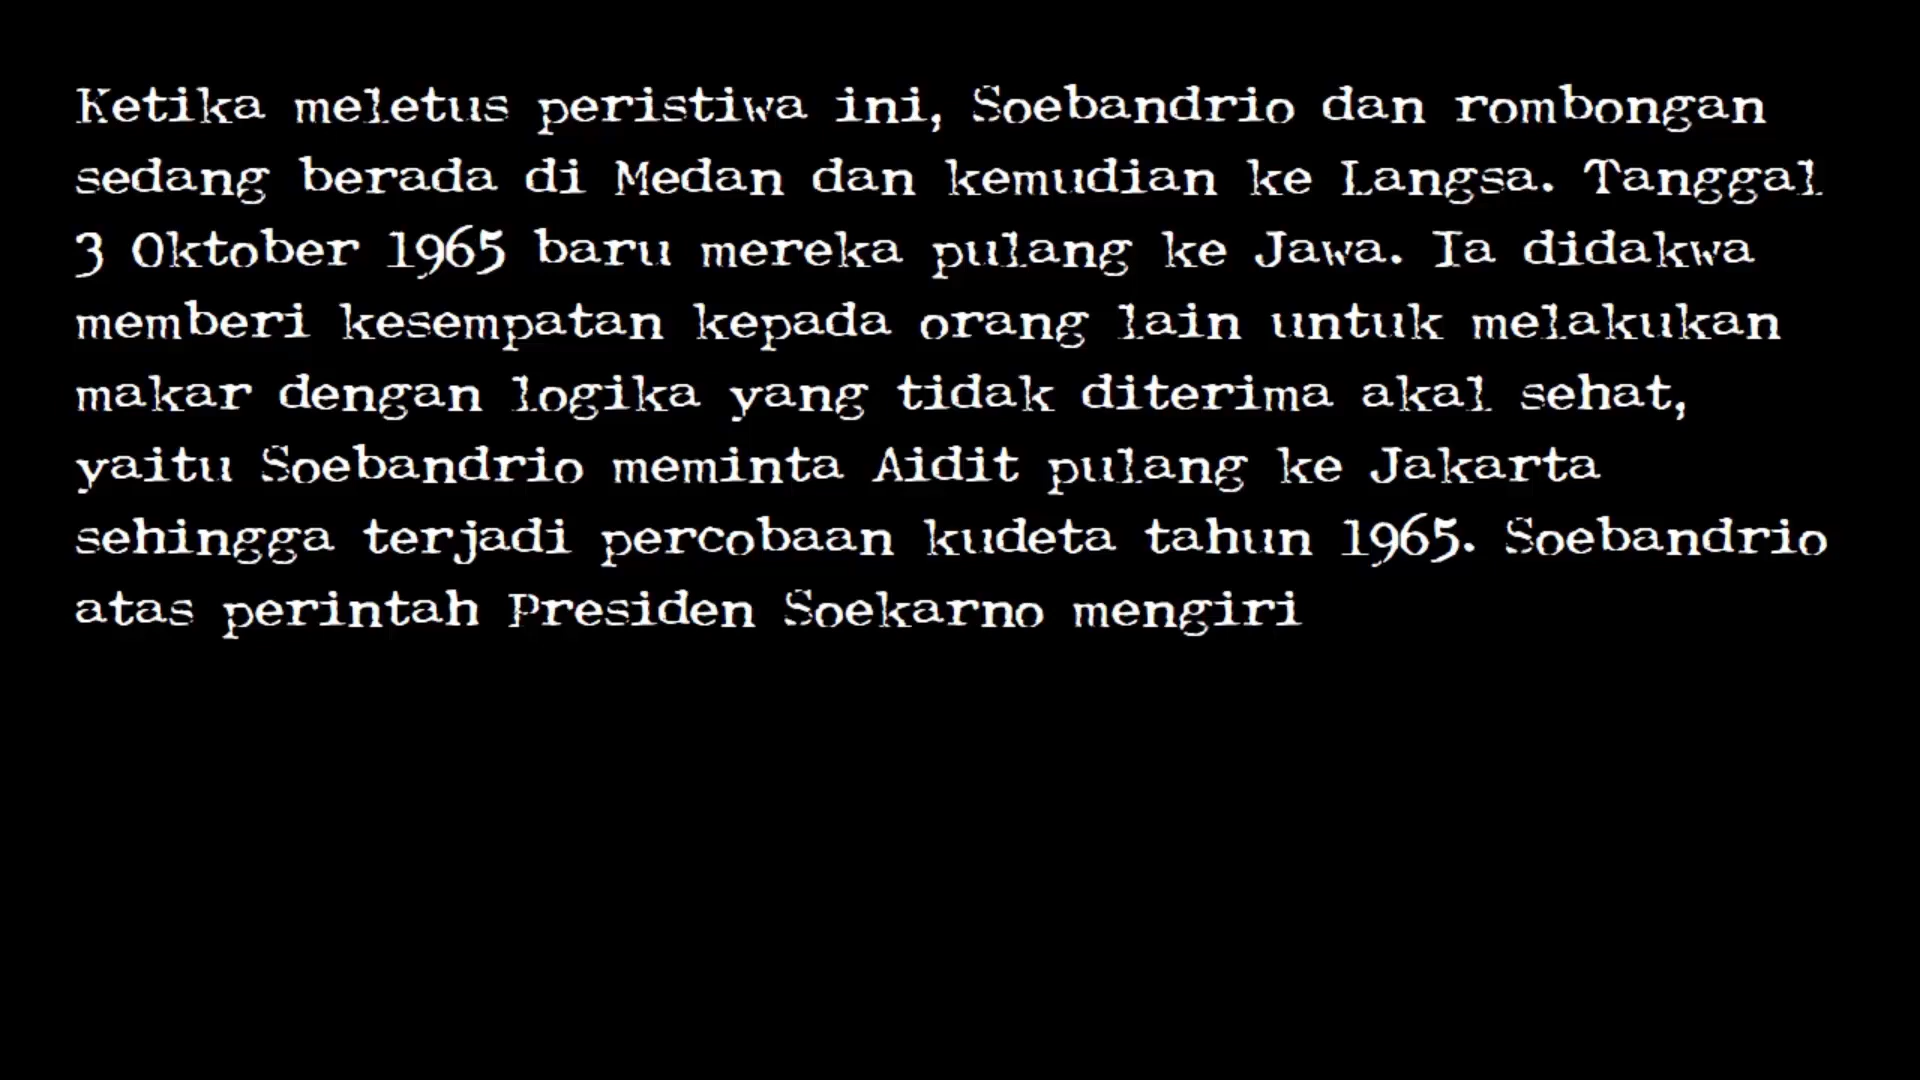 Ketika meletus peristiwa ini, Soebandrio dan rombongan
sedang berada di Medan dan kemudian ke Langsa. Tanggal
3 Oktober 1965 baru mereka pulang ke Jawa. Ia didakwa
memberi kesempatan kepada orang lain untuk melakukan
makar dengan logika yang tidak diterima akal sehat,
yaitu Soebandrio meminta Aidit pulang ke Jakarta
sehingga terjadi percobaan kudeta tahun 1965. Soebandrio
atas perintah Presiden Soekarno mengiri